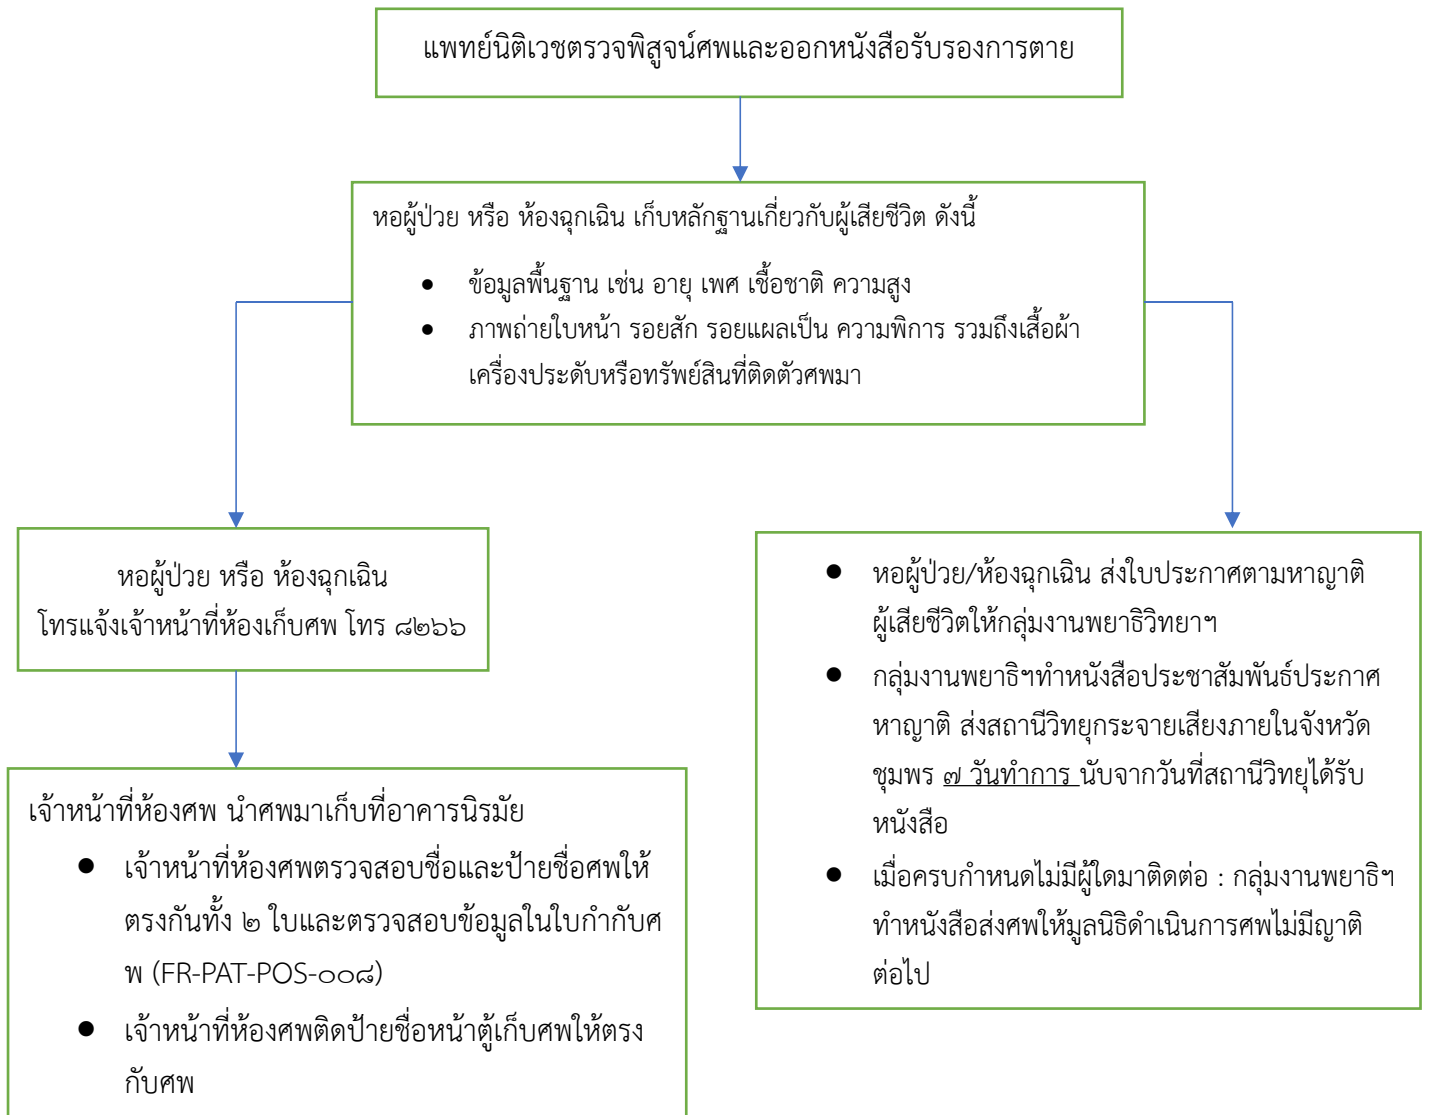 แพทย์นิติเวชตรวจพิสูจน์ศพและออกหนังสือรับรองการตาย
หอผู้ป่วย หรือ ห้องฉุกเฉิน เก็บหลักฐานเกี่ยวกับผู้เสียชีวิต ดังนี้
● ข้อมูลพื้นฐาน เช่น อายุ เพศ เชื้อชาติ ความสูง
● ภาพถ่ายใบหน้า รอยสัก รอยแผลเป็น ความพิการ รวมถึงเสื้อผ้า
เครื่องประดับหรือทรัพย์สินที่ติดตัวศพมา
หอผู้ป่วย หรือ ห้องฉุกเฉิน
โทรแจ้งเจ้าหน้าที่ห้องเก็บศพ โทร ๘๒๖๖
เจ้าหน้าที่ห้องศพ นำศพมาเก็บที่อาคารนิรมัย
● เจ้าหน้าที่ห้องศพตรวจสอบชื่อและป้ายชื่อศพให้
ตรงกันทั้ง ๒ ใบและตรวจสอบข้อมูลในใบกำกับศ
พ (FR-PAT-POS-๐๐๘)
● เจ้าหน้าที่ห้องศพติดป้ายชื่อหน้าตู้เก็บศพให้ตรง
กับศพ
● หอผู้ป่วย/ห้องฉุกเฉิน ส่งใบประกาศตามหาญาติ
ผู้เสียชีวิตให้กลุ่มงานพยาธิวิทยาฯ
● กลุ่มงานพยาธิฯทำหนังสือประชาสัมพันธ์ประกาศ
หาญาติ ส่งสถานีวิทยุกระจายเสียงภายในจังหวัด
ชุมพร ๗ วันทำการ นับจากวันที่สถานีวิทยุได้รับ
หนังสือ
● เมื่อครบกำหนดไม่มีผู้ใดมาติดต่อ : กลุ่มงานพยาธิฯ
ทำหนังสือส่งศพให้มูลนิธิดำเนินการศพไม่มีญาติ
ต่อไป